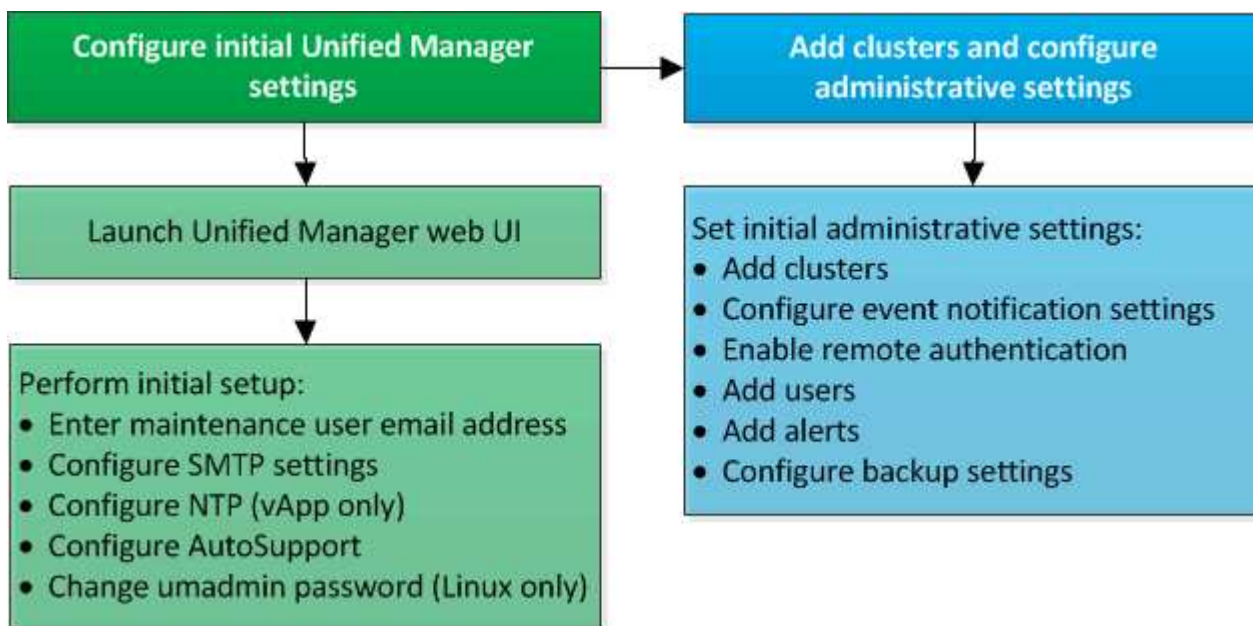 Configure initial Unified Manager
settings
Launch Unified Manager web UI
Perform initial setup:
• Enter maintenance user email address
• Configure SMTP settings
• Configure NTP (vApp only)
• Configure AutoSupport
• Change umadmin password (Linux only)
Add clusters and configure
administrative settings
Set initial administrative settings:
• Add clusters
• Configure event notification settings
• Enable remote authentication
• Add users
• Add alerts
• Configure backup settings